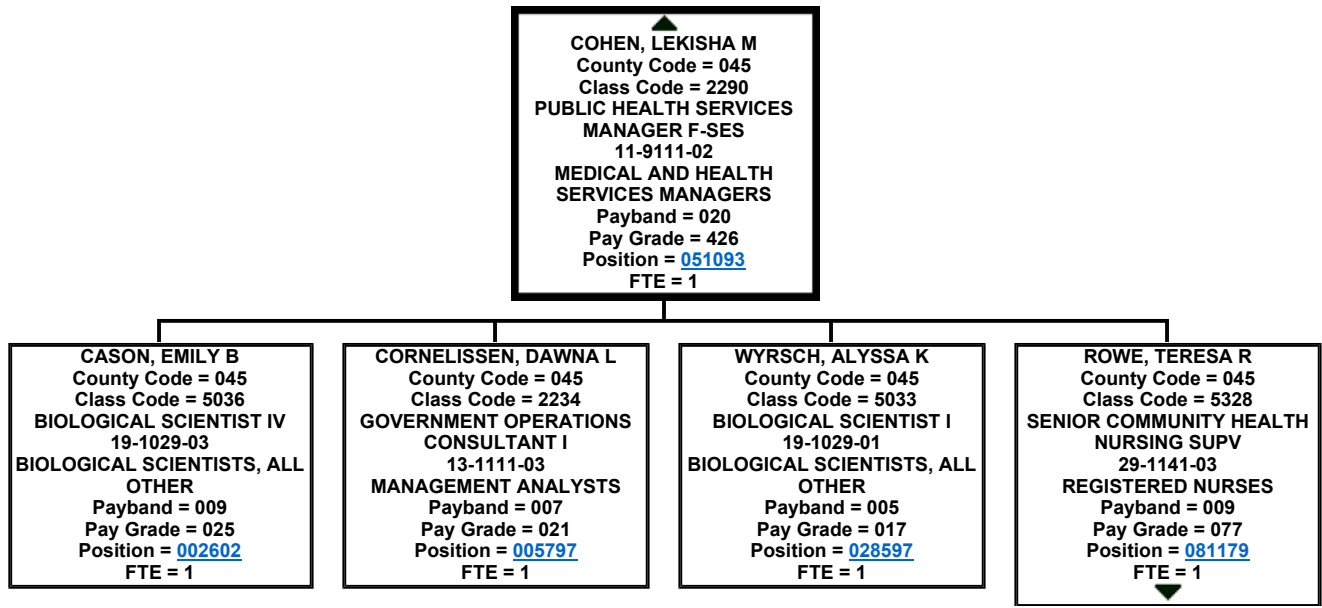 COHEN, LEKISHA M
County Code = 045
Class Code = 2290
PUBLIC HEALTH SERVICES
MANAGER F-SES
11-9111-02
MEDICAL AND HEALTH
SERVICES MANAGERS
Payband = 020
Pay Grade = 426
Position = 051093
FTE = 1
CASON, EMILY B
County Code = 045
Class Code = 5036
BIOLOGICAL SCIENTIST IV
19-1029-03
BIOLOGICAL SCIENTISTS, ALL
OTHER
Payband = 009
Pay Grade = 025
Position = 002602
FTE = 1
CORNELISSEN, DAWNA L
County Code = 045
Class Code = 2234
GOVERNMENT OPERATIONS
CONSULTANT I
13-1111-03
MANAGEMENT ANALYSTS
Payband = 007
Pay Grade = 021
Position = 005797
FTE = 1
WYRSCH, ALYSSA K
County Code = 045
Class Code = 5033
BIOLOGICAL SCIENTIST I
19-1029-01
BIOLOGICAL SCIENTISTS, ALL
OTHER
Payband = 005
Pay Grade = 017
Position = 028597
FTE = 1
ROWE, TERESA R
County Code = 045
Class Code = 5328
SENIOR COMMUNITY HEALTH
NURSING SUPV
29-1141-03
REGISTERED NURSES
Payband = 009
Pay Grade = 077
Position = 081179
FTE = 1